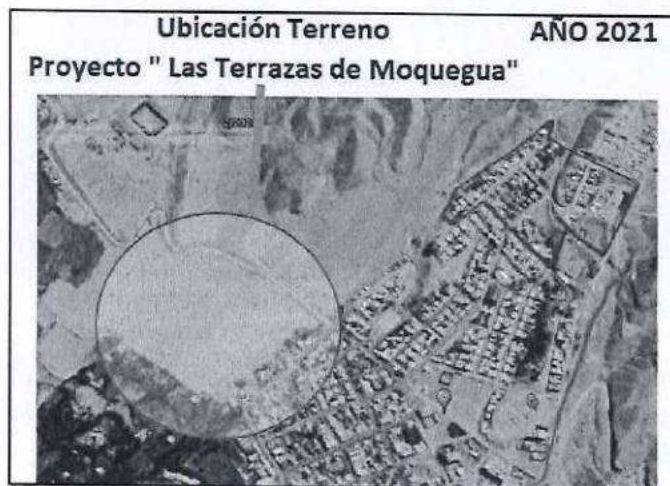 Ubicación Terreno AÑO 2021
Proyecto " Las Terrazas de Moquegua"